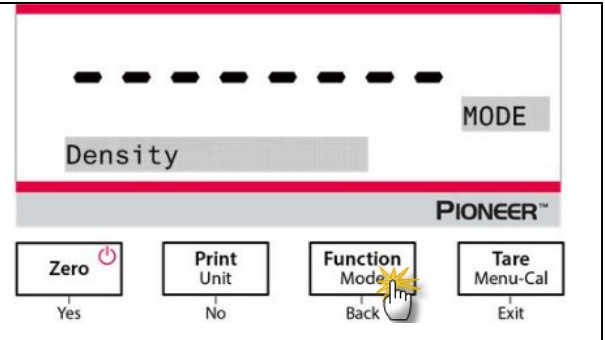 MODE
Density
PIONEER™
Zero Print Function Tare
Unit Mode Menu-Cal
Yes No Back Exit